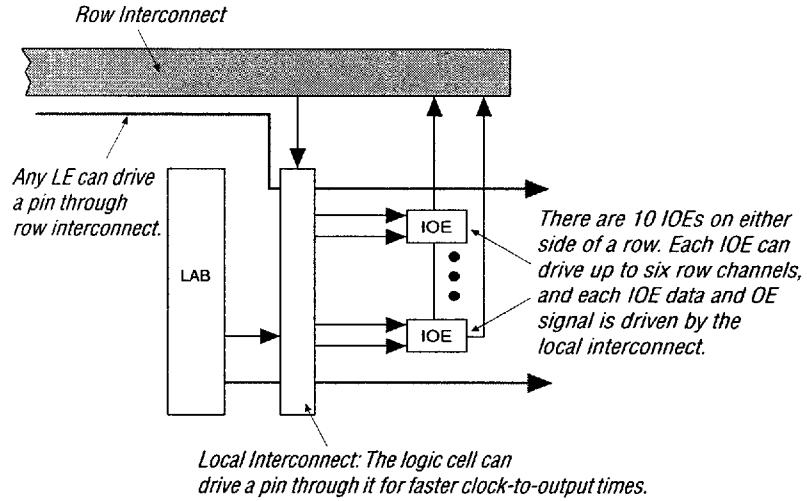 Row Interconnect
Any LE can drive
a pin through
row interconnect.
LAB
IOE
IOE
There are 10 IOEs on either
side of a row. Each IOE can
drive up to six row channels,
and each IOE data and OE
signal is driven by the
local interconnect.
Local Interconnect: The logic cell can
drive a pin through it for faster clock-to-output times.